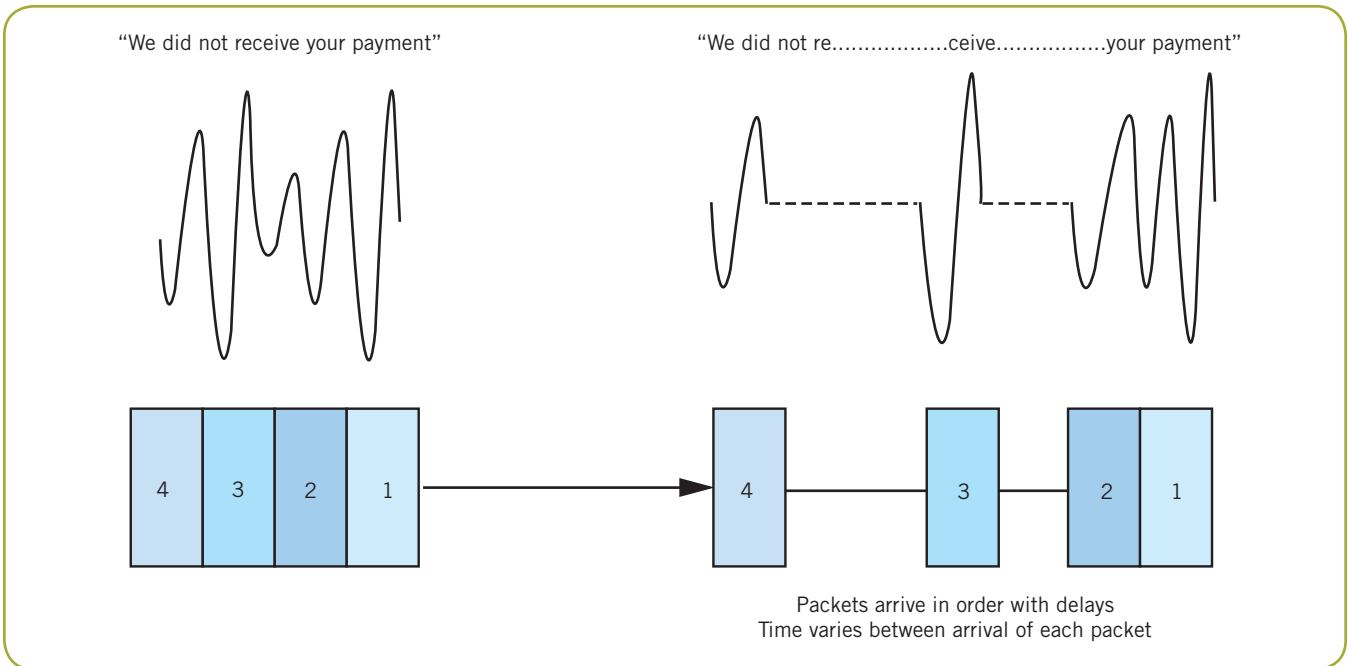 “We did not receive your payment”
“We did not re..................ceive.................your payment”
4 3 2 1
4 3 2 1
Packets arrive in order with delays
Time varies between arrival of each packet